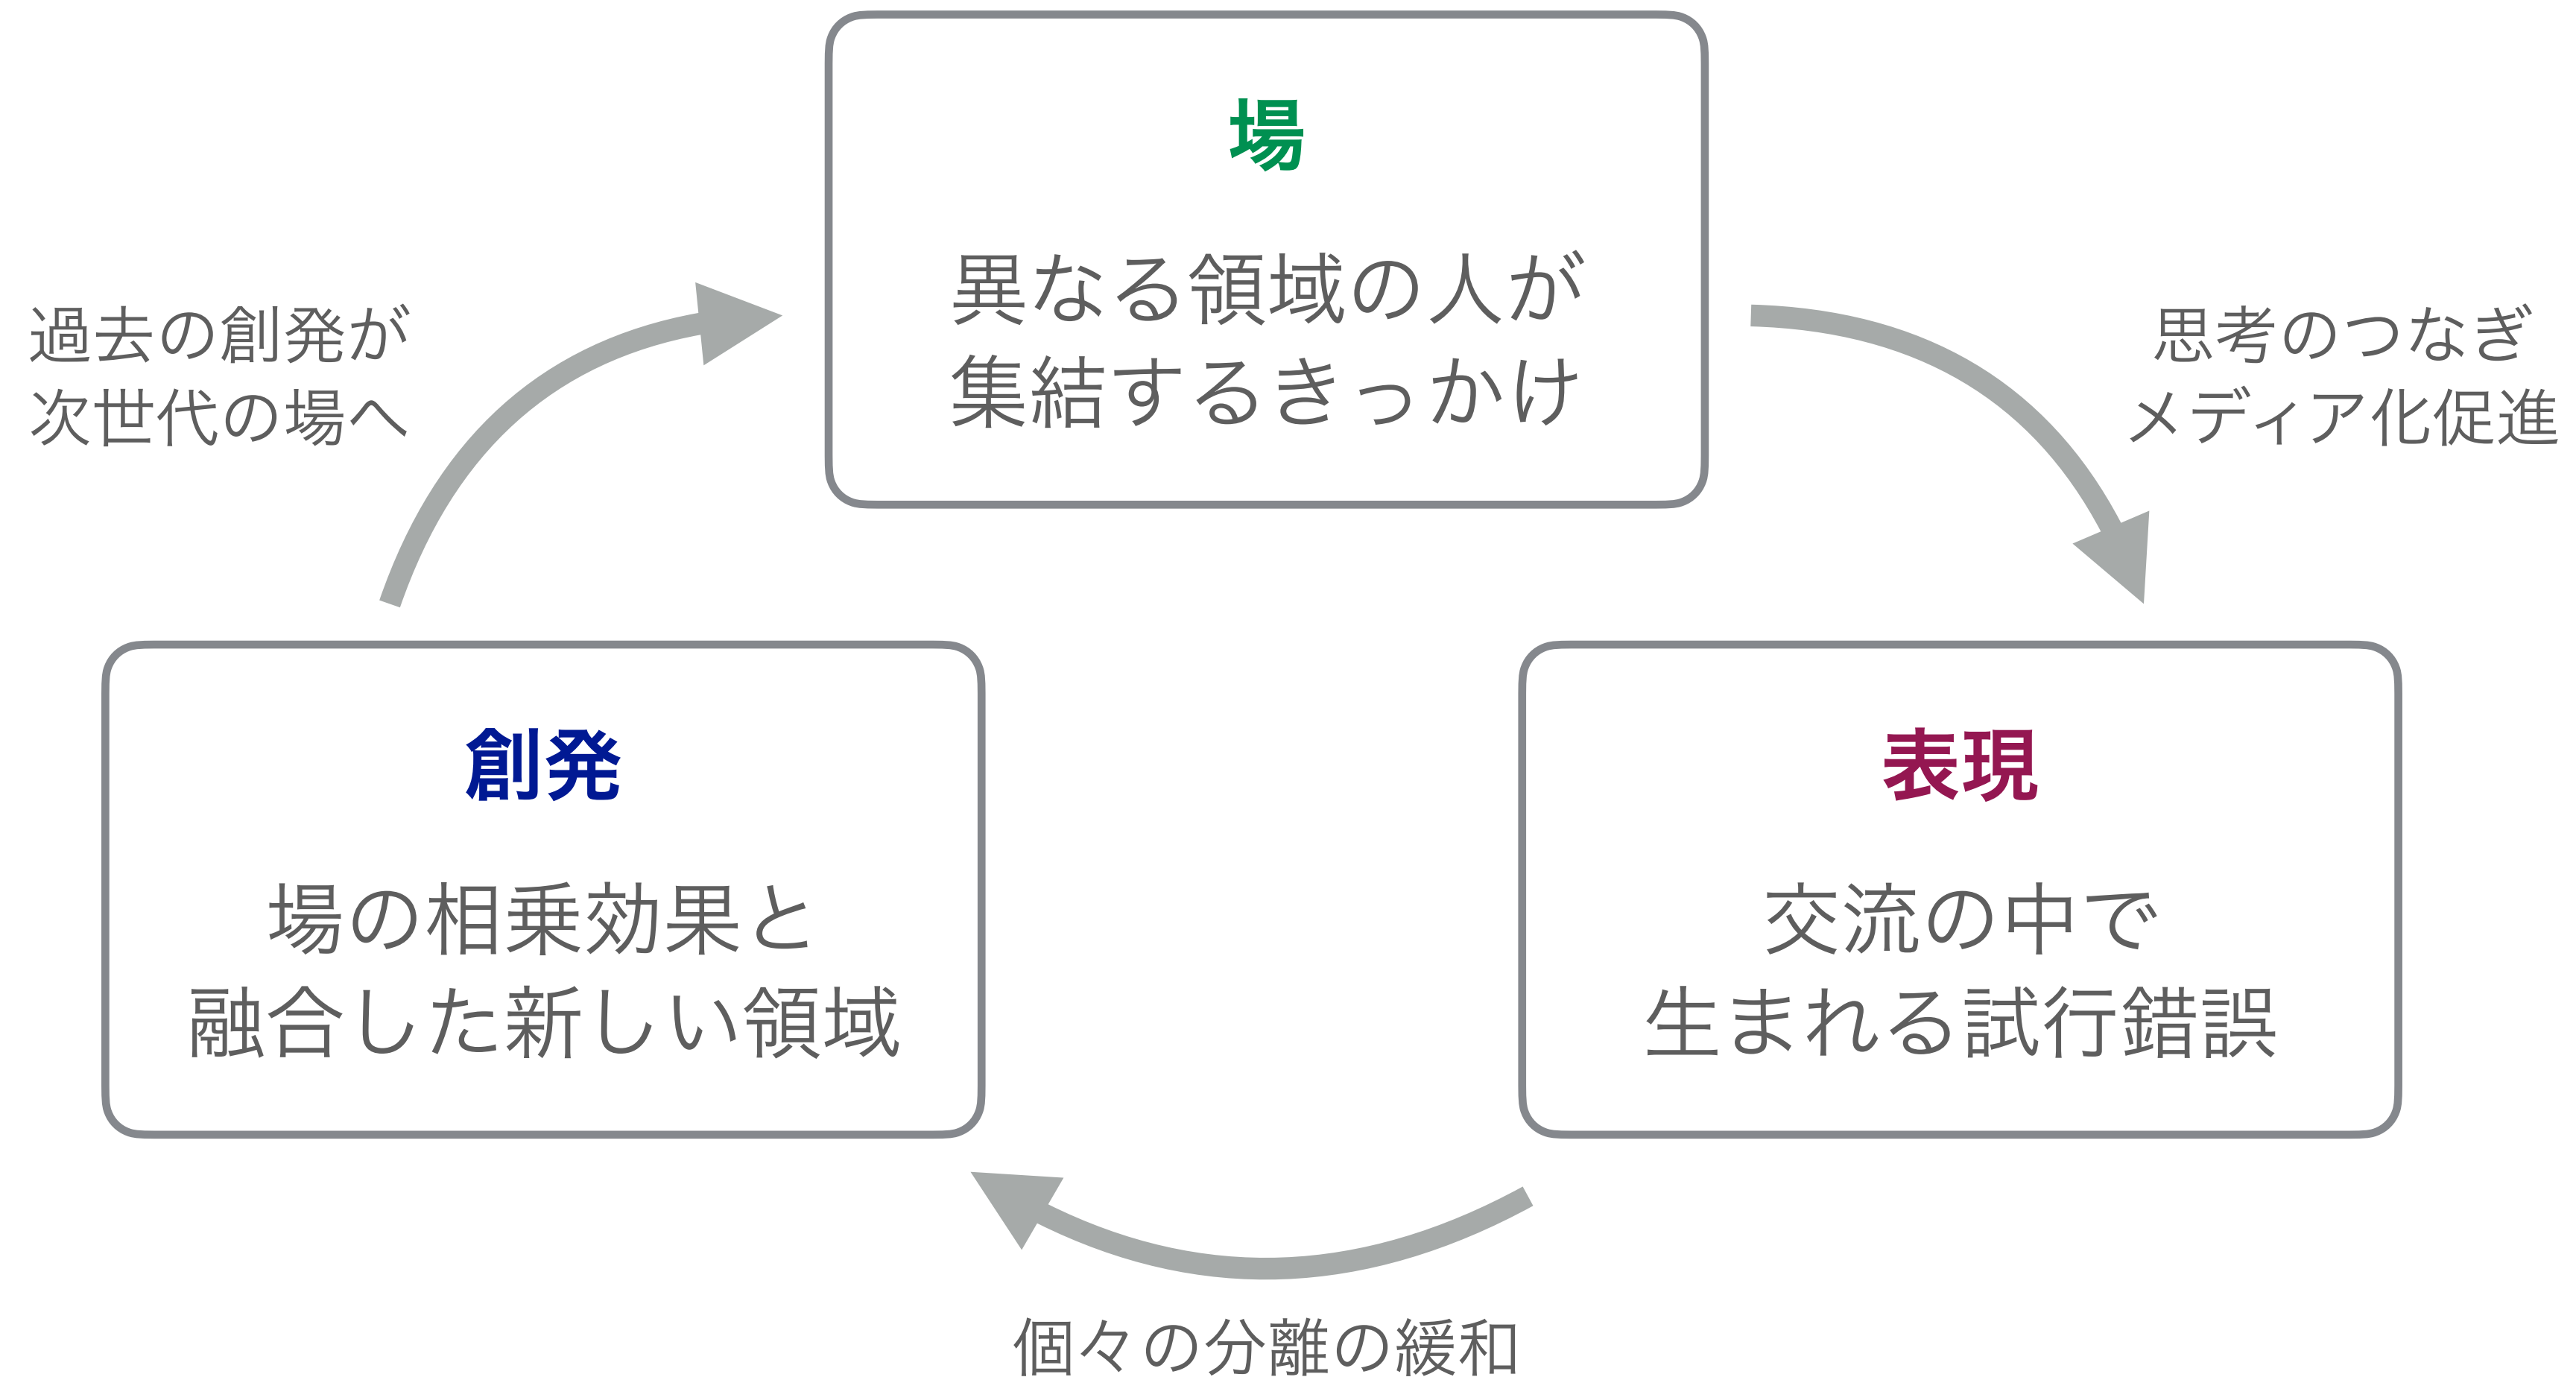 場
異なる領域の人が
集結するきっかけ
過去の創発が
次世代の場へ
思考のつなぎ
メディア化促進
創発
場の相乗効果と
融合した新しい領域
表現
交流の中で
生まれる試行錯誤
個々の分離の緩和